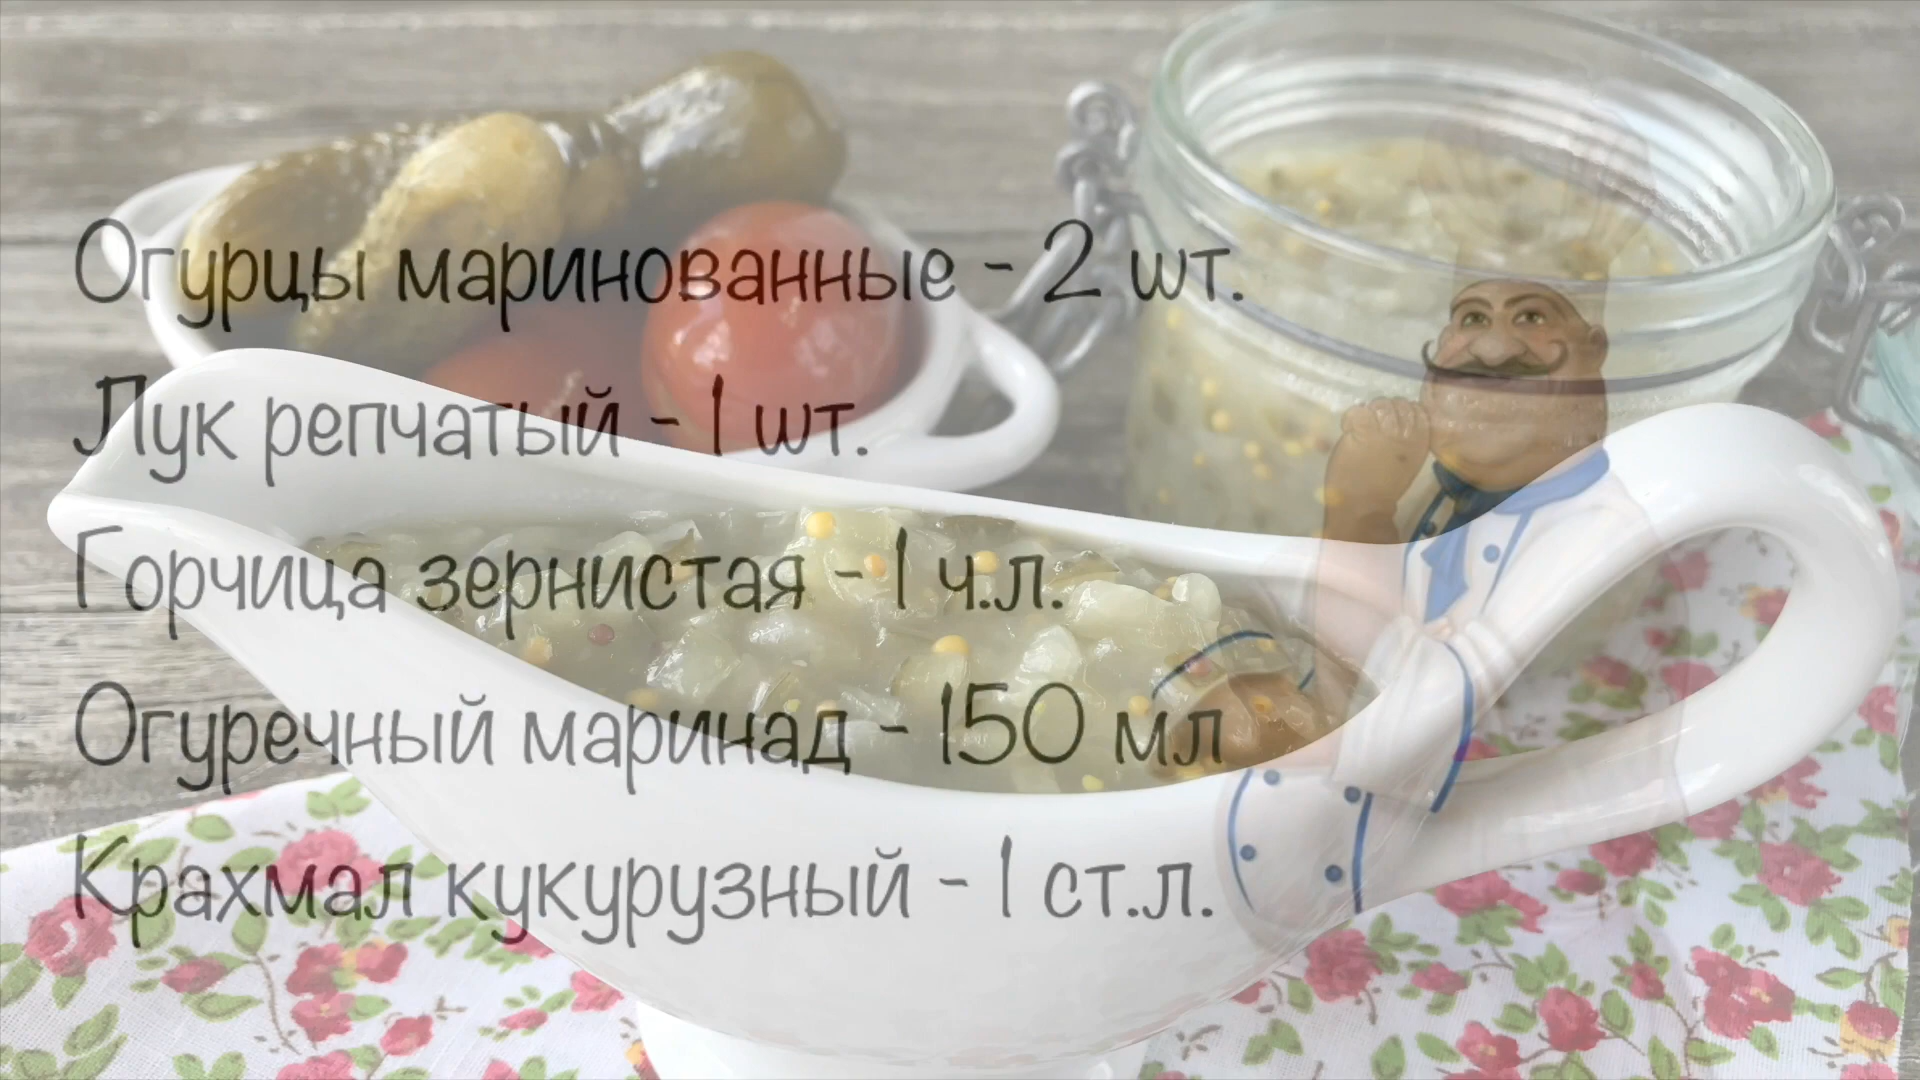 Огурцы маринованные - 2 шт.
Лук репчатый - 1 шт.
Горчица зернистая - 1 ч.л.
Огуречный маринад - 150 мл
Крахмал кукурузный - 1 ст.л.